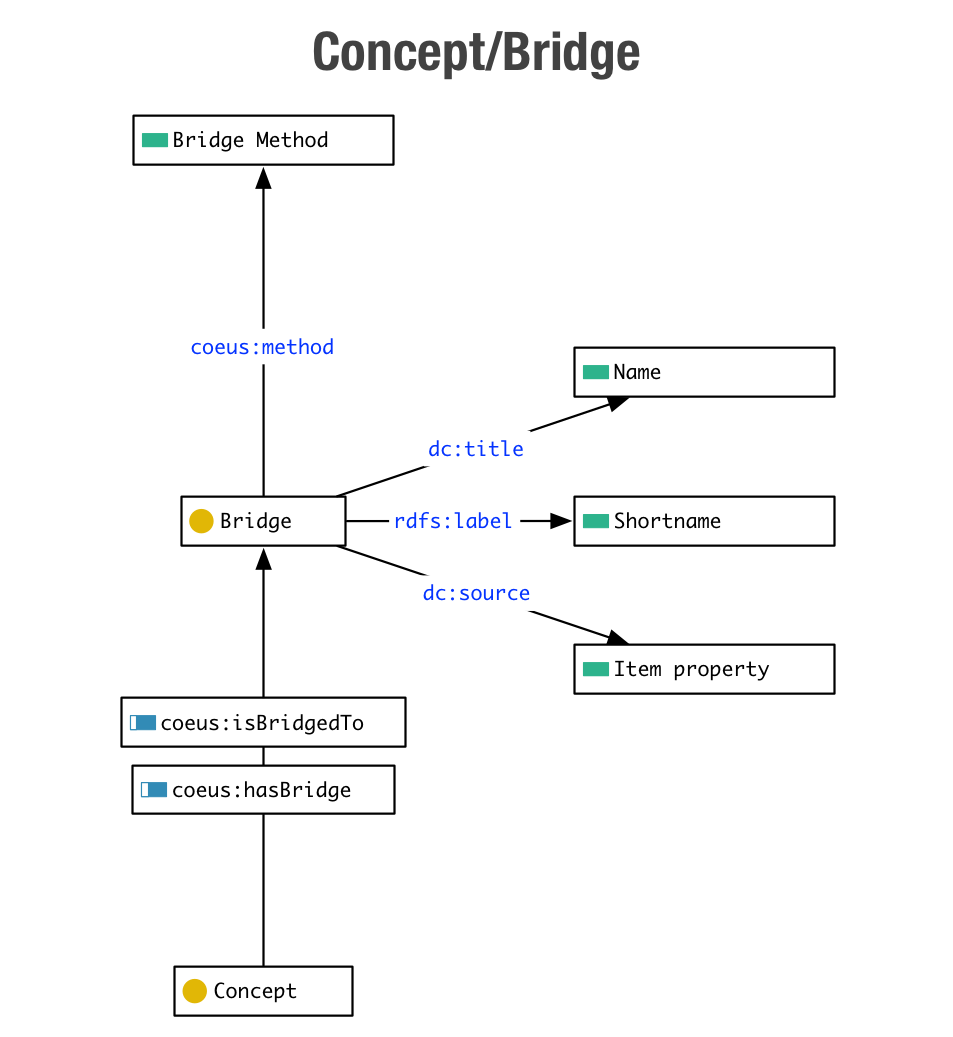 Concept/Bridge
Bridge Method
coeus:method
Name
dc:title
Bridge
rdfs:label
Shortname
dc:source
Item property
coeus:isBridgedTo
coeus:hasBridge
Concept